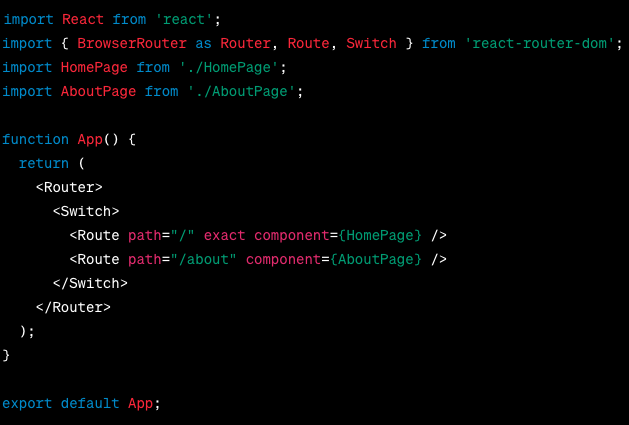 import React from 'react';
import { BrowserRouter as Router, Route, Switch } from 'react-router-dom';
import HomePage from './HomePage';
import AboutPage from './AboutPage';

function App() {
  return (
    <Router>
      <Switch>
        <Route path="/" exact component={HomePage} />
        <Route path="/about" component={AboutPage} />
      </Switch>
    </Router>
  );
}

export default App;